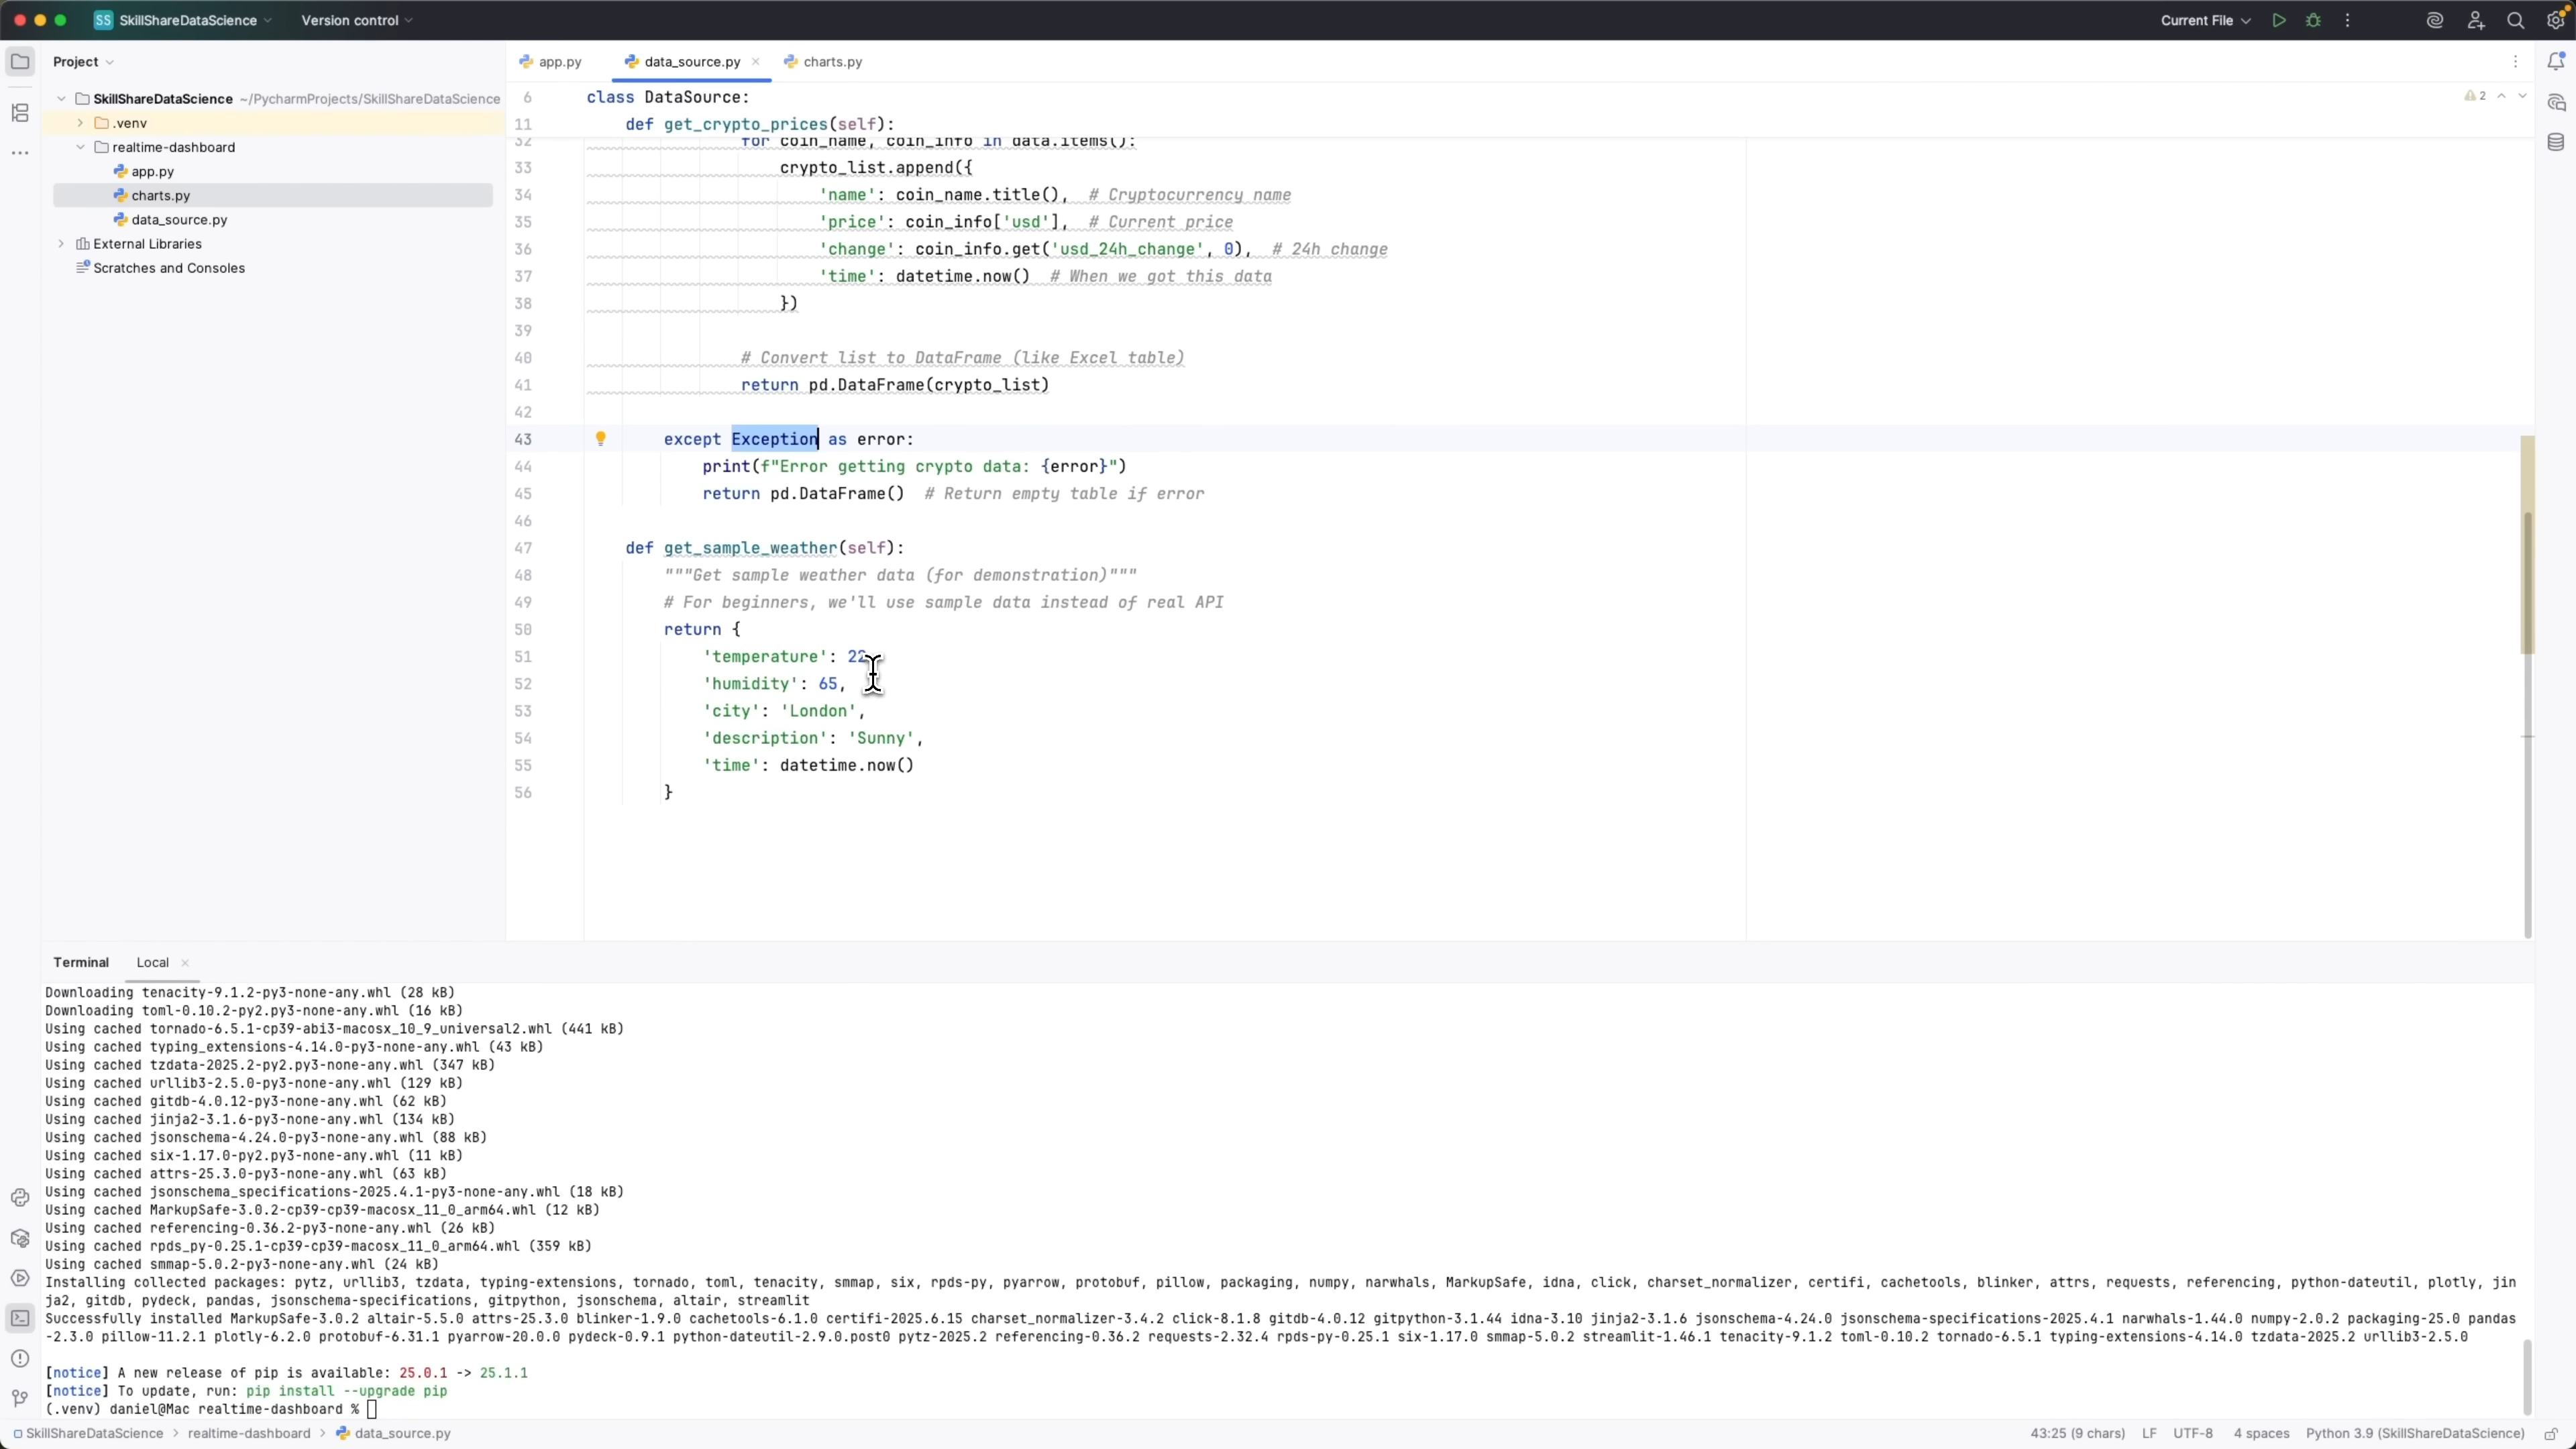 SS SkillShareDataScience Version control Current File
Project
app.py data_source.py charts.py
SkillShareDataScience ~/PycharmProjects/SkillShareDataScience
.venv
realtime-dashboard
app.py
charts.py
data_source.py
External Libraries
Scratches and Consoles
2
6 class DataSource:
11 def get_crypto_prices(self):
32 for coin_name, coin_info in data.items():
33 crypto_list.append({
34 'name': coin_name.title(), # Cryptocurrency name
35 'price': coin_info['usd'], # Current price
36 'change': coin_info.get('usd_24h_change', 0), # 24h change
37 'time': datetime.now() # When we got this data
38 })
39
40 # Convert list to DataFrame (like Excel table)
41 return pd.DataFrame(crypto_list)
42
43 except Exception as error:
44 print(f"Error getting crypto data: {error}")
45 return pd.DataFrame() # Return empty table if error
46
47 def get_sample_weather(self):
48 """Get sample weather data (for demonstration)"""
49 # For beginners, we'll use sample data instead of real API
50 return {
51 'temperature': 22
52 'humidity': 65,
53 'city': 'London',
54 'description': 'Sunny',
55 'time': datetime.now()
56 }
Terminal Local
Downloading tenacity-9.1.2-py3-none-any.whl (28 kB)
Downloading toml-0.10.2-py2.py3-none-any.whl (16 kB)
Using cached tornado-6.5.1-cp39-abi3-macosx_10_9_universal2.whl (441 kB)
Using cached typing_extensions-4.14.0-py3-none-any.whl (43 kB)
Using cached tzdata-2025.2-py2.py3-none-any.whl (347 kB)
Using cached urllib3-2.5.0-py3-none-any.whl (129 kB)
Using cached gitdb-4.0.12-py3-none-any.whl (62 kB)
Using cached jinja2-3.1.6-py3-none-any.whl (134 kB)
Using cached jsonschema-4.24.0-py3-none-any.whl (88 kB)
Using cached six-1.17.0-py2.py3-none-any.whl (11 kB)
Using cached attrs-25.3.0-py3-none-any.whl (63 kB)
Using cached jsonschema_specifications-2025.4.1-py3-none-any.whl (18 kB)
Using cached MarkupSafe-3.0.2-cp39-cp39-macosx_11_0_arm64.whl (12 kB)
Using cached referencing-0.36.2-py3-none-any.whl (26 kB)
Using cached rpds_py-0.25.1-cp39-cp39-macosx_11_0_arm64.whl (359 kB)
Using cached smmap-5.0.2-py3-none-any.whl (24 kB)
Installing collected packages: pytz, urllib3, tzdata, typing-extensions, tornado, toml, tenacity, smmap, six, rpds-py, pyarrow, protobuf, pillow, packaging, numpy, narwhals, MarkupSafe, idna, click, charset_normalizer, certifi, cachetools, blinker, attrs, requests, referencing, python-dateutil, plotly, jin
ja2, gitdb, pydeck, pandas, jsonschema-specifications, gitpython, jsonschema, altair, streamlit
Successfully installed MarkupSafe-3.0.2 altair-5.5.0 attrs-25.3.0 blinker-1.9.0 cachetools-6.1.0 certifi-2025.6.15 charset_normalizer-3.4.2 click-8.1.8 gitdb-4.0.12 gitpython-3.1.44 idna-3.10 jinja2-3.1.6 jsonschema-4.24.0 jsonschema-specifications-2025.4.1 narwhals-1.44.0 numpy-2.0.2 packaging-25.0 pandas
-2.3.0 pillow-11.2.1 plotly-6.2.0 protobuf-6.31.1 pyarrow-20.0.0 pydeck-0.9.1 python-dateutil-2.9.0.post0 pytz-2025.2 referencing-0.36.2 requests-2.32.4 rpds-py-0.25.1 six-1.17.0 smmap-5.0.2 streamlit-1.46.1 tenacity-9.1.2 toml-0.10.2 tornado-6.5.1 typing-extensions-4.14.0 tzdata-2025.2 urllib3-2.5.0
[notice] A new release of pip is available: 25.0.1 -> 25.1.1
[notice] To update, run: pip install --upgrade pip
(.venv) daniel@Mac realtime-dashboard %
SkillShareDataScience > realtime-dashboard > data_source.py 43:25 (9 chars) LF UTF-8 4 spaces Python 3.9 (SkillShareDataScience)